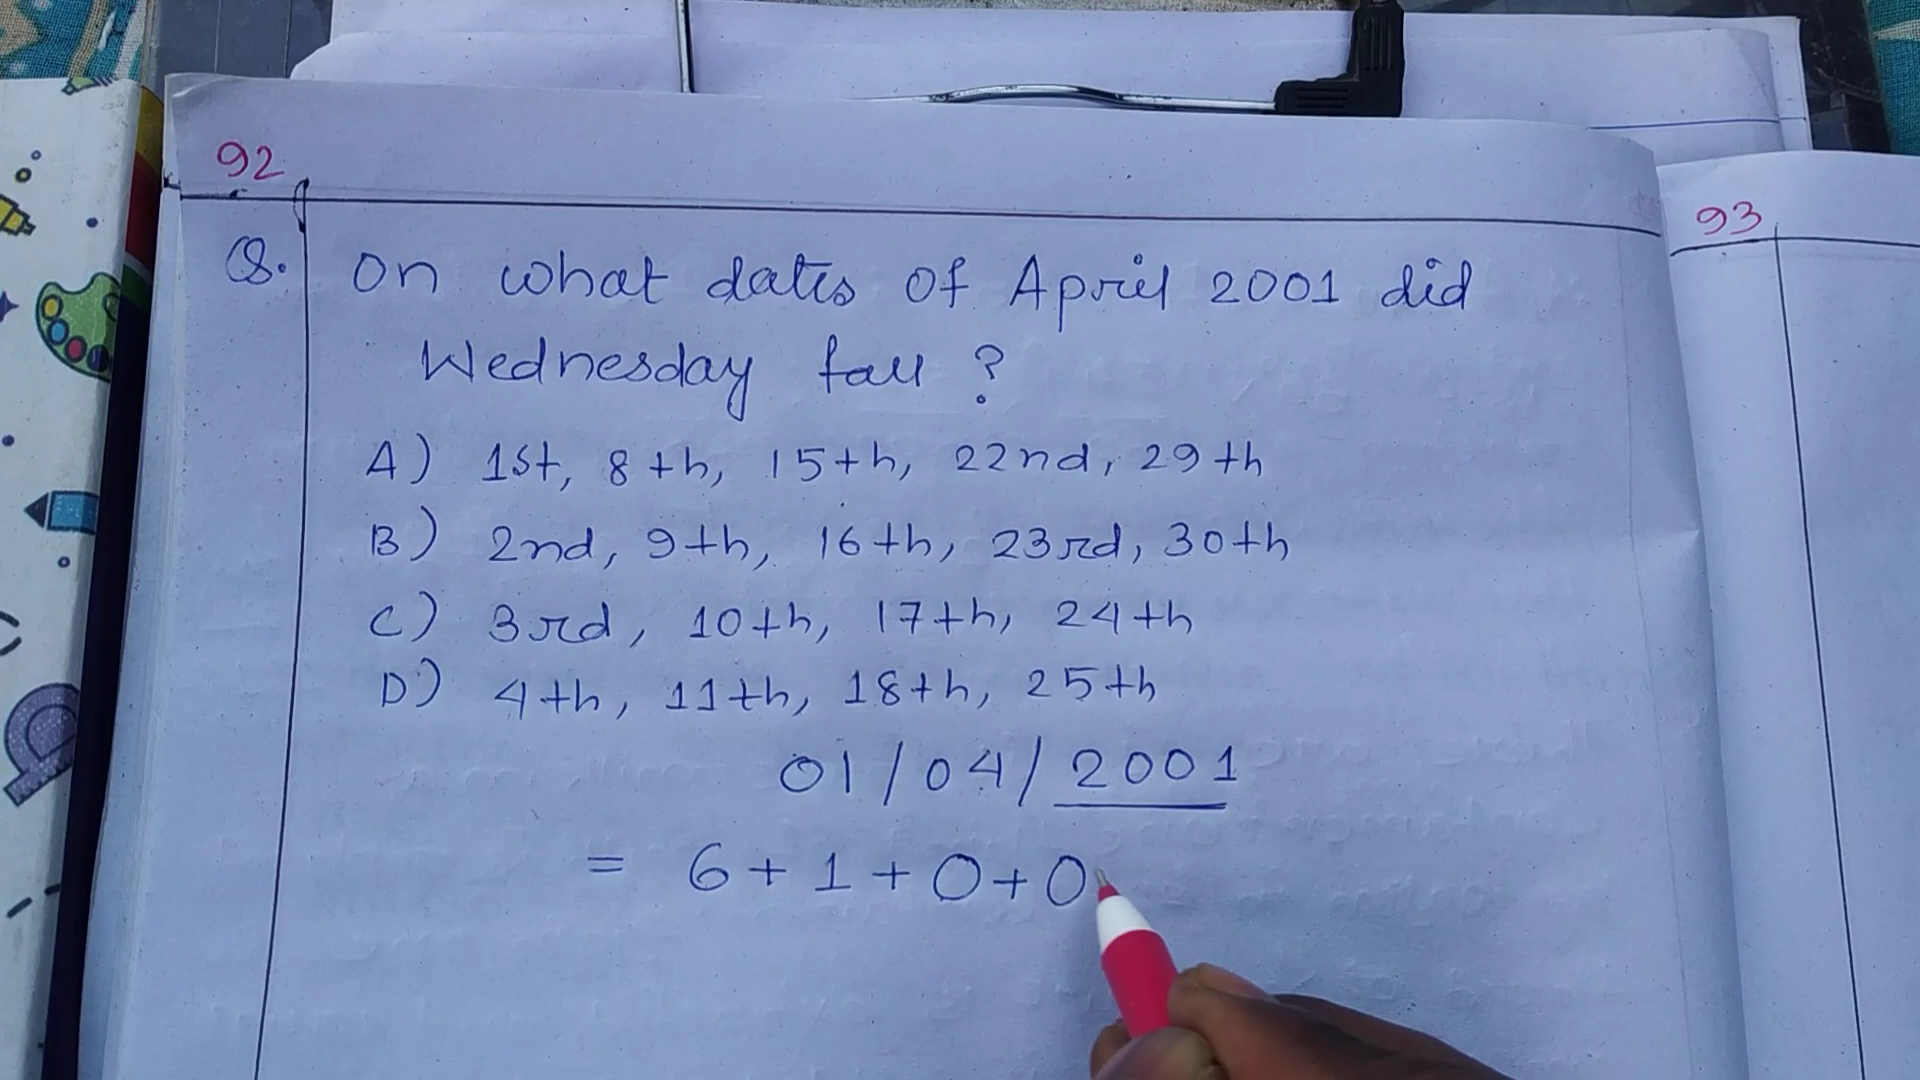 92
93
Q. On what dates of April 2001 did
Wednesday fall ?
A) 1st, 8th, 15th, 22nd, 29th
B) 2nd, 9th, 16th, 23rd, 30th
C) 3rd, 10th, 17th, 24th
D) 4th, 11th, 18th, 25th
01/04/2001
= 6+1+0+0